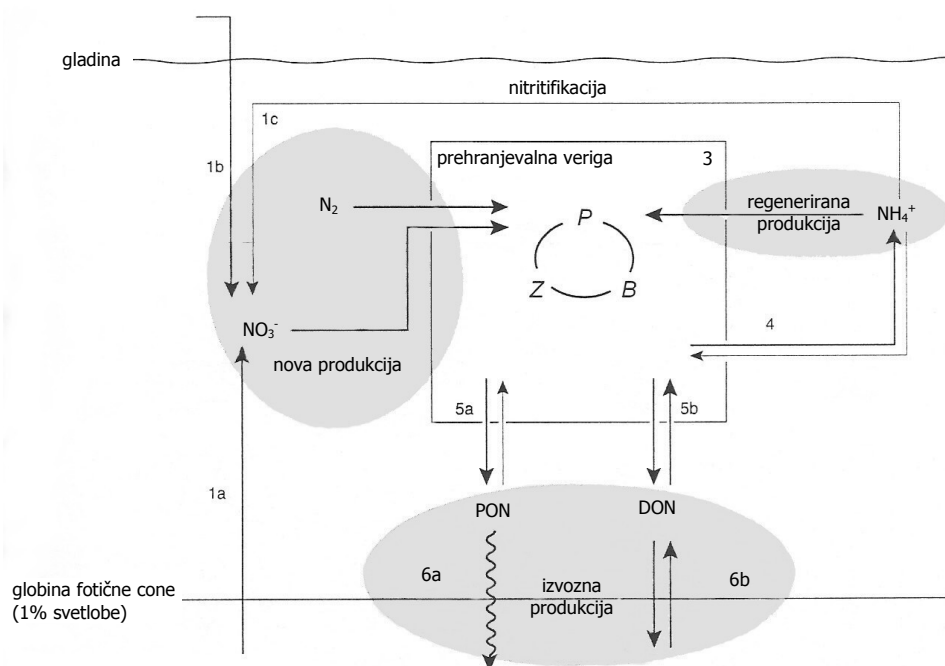 gladina
nitritifikacija
1c
1b
prehranjevalna veriga
3
N₂
P
regenerirana
produkcija
NH₄⁺
Z
B
NO₃⁻
nova produkcija
4
5a
5b
1a
PON
DON
6a
izvozna
produkcija
6b
globina fotične cone
(1% svetlobe)